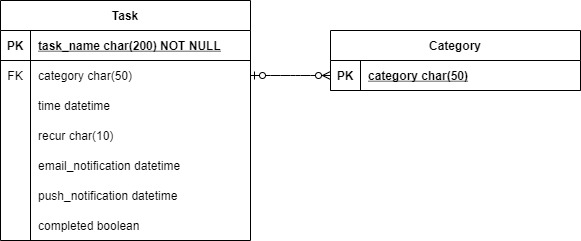 Task
PK task_name char(200) NOT NULL
FK category char(50)
time datetime
recur char(10)
email_notification datetime
push_notification datetime
completed boolean
Category
PK category char(50)